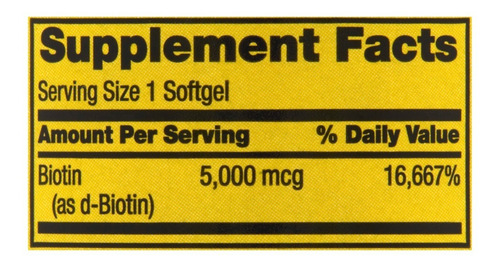 Supplement Facts
Serving Size 1 Softgel
Amount Per Serving % Daily Value
Biotin 5,000 mcg 16,667%
(as d-Biotin)